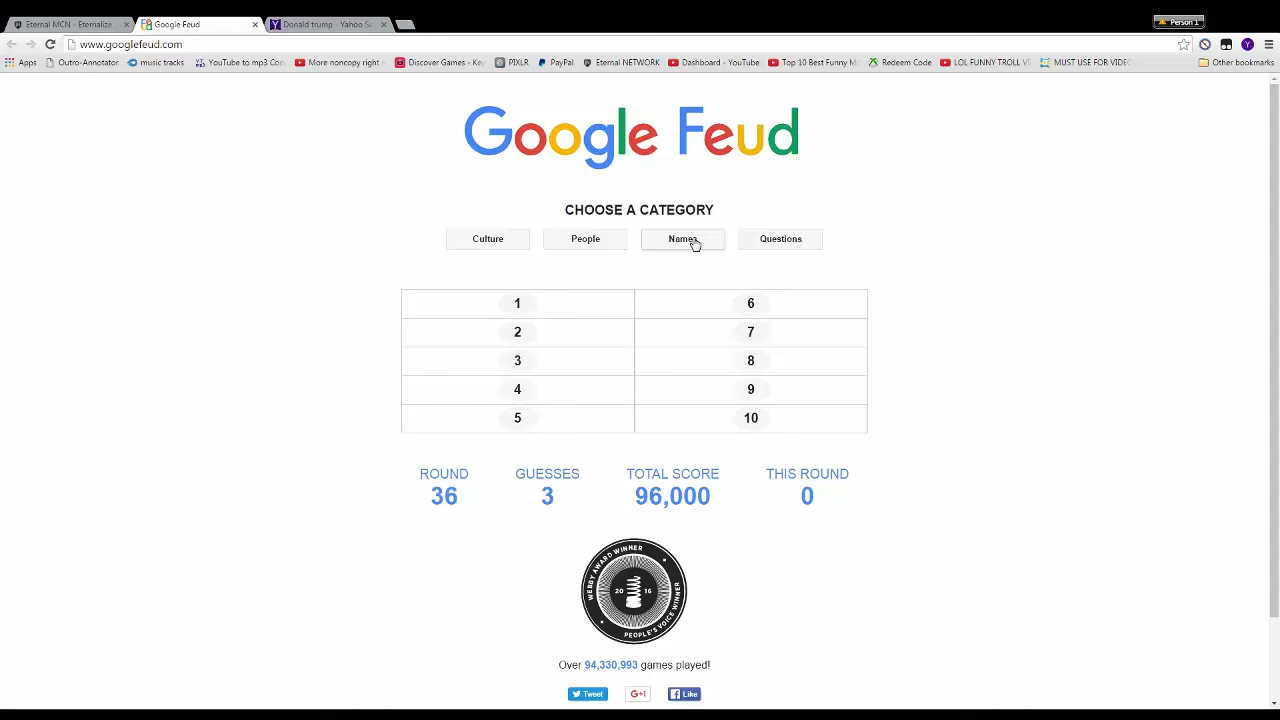 Eternal MCN - Eternalize
Google Feud
Donald trump - Yahoo Se
Person 1
www.googlefeud.com
Apps
Outro-Annotator
music tracks
YouTube to mp3 Con
More noncopy right
Discover Games - Ke
PIXLR
PayPal
Eternal NETWORK
Dashboard - YouTube
Top 10 Best Funny M
Redeem Code
LOL FUNNY TROLL VI
MUST USE FOR VIDE
Other bookmarks
Google Feud
CHOOSE A CATEGORY
Culture
People
Names
Questions
1 6
2 7
3 8
4 9
5 10
ROUND GUESSES TOTAL SCORE THIS ROUND
36 3 96,000 0
WEBBY AWARD WINNER
20 16
PEOPLE'S VOICE WINNER
Over 94,330,993 games played!
Tweet
G+1
Like